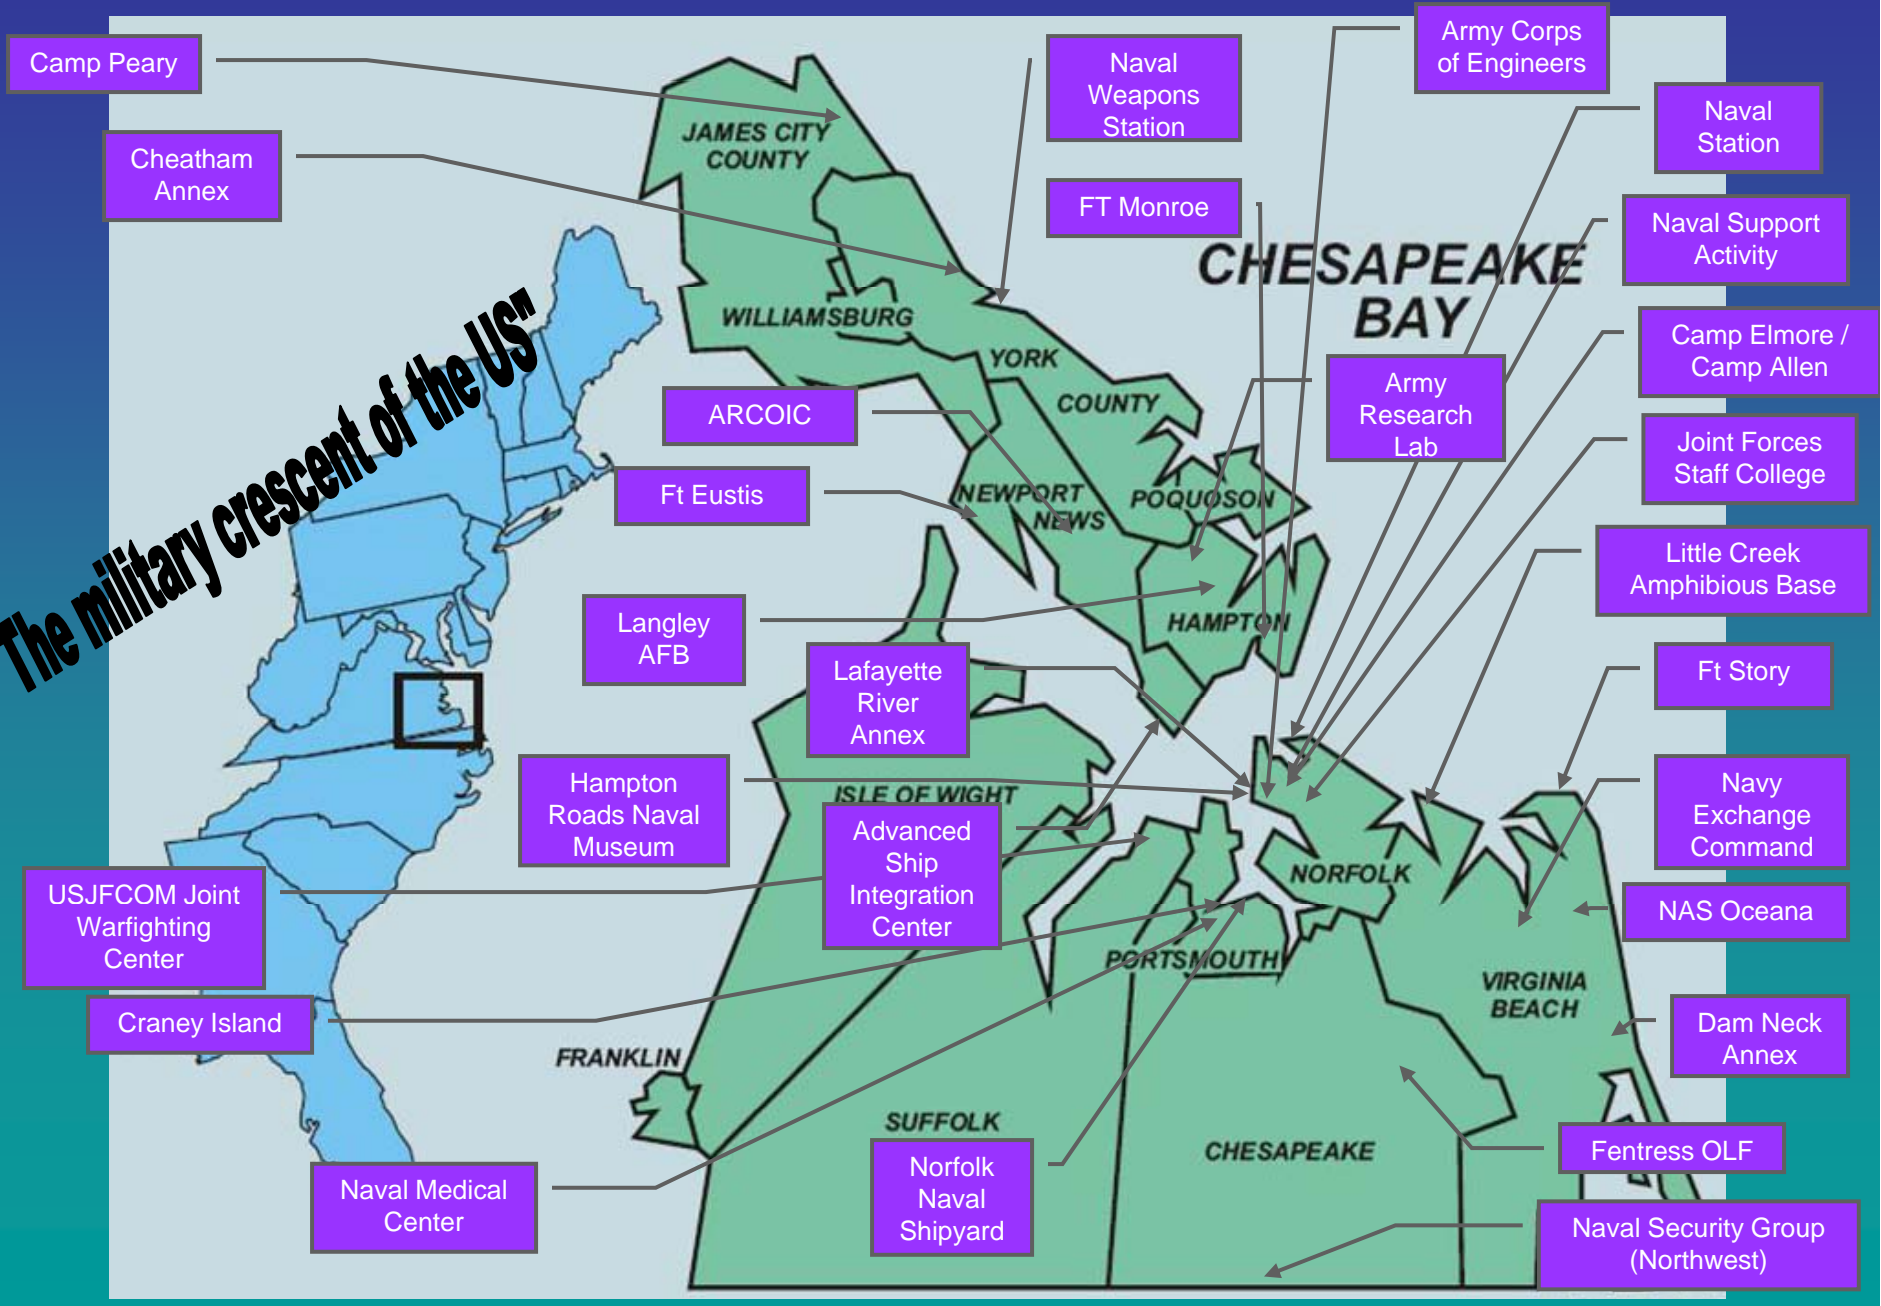 Camp Peary
Cheatham
Annex
Naval
Weapons
Station
FT Monroe
Army Corps
of Engineers
Naval
Station
Naval Support
Activity
Camp Elmore /
Camp Allen
Joint Forces
Staff College
Little Creek
Amphibious Base
Ft Story
Navy
Exchange
Command
NAS Oceana
Dam Neck
Annex
Fentress OLF
Naval Security Group
(Northwest)
Army
Research
Lab
ARCOIC
Ft Eustis
Langley
AFB
Lafayette
River
Annex
Hampton
Roads Naval
Museum
Advanced
Ship
Integration
Center
USJFCOM Joint
Warfighting
Center
Craney Island
Naval Medical
Center
Norfolk
Naval
Shipyard
"The military crescent of the US"
CHESAPEAKE
BAY
JAMES CITY
COUNTY
WILLIAMSBURG
YORK
COUNTY
NEWPORT
NEWS
POQUOSON
HAMPTON
ISLE OF WIGHT
NORFOLK
PORTSMOUTH
VIRGINIA
BEACH
FRANKLIN
SUFFOLK
CHESAPEAKE